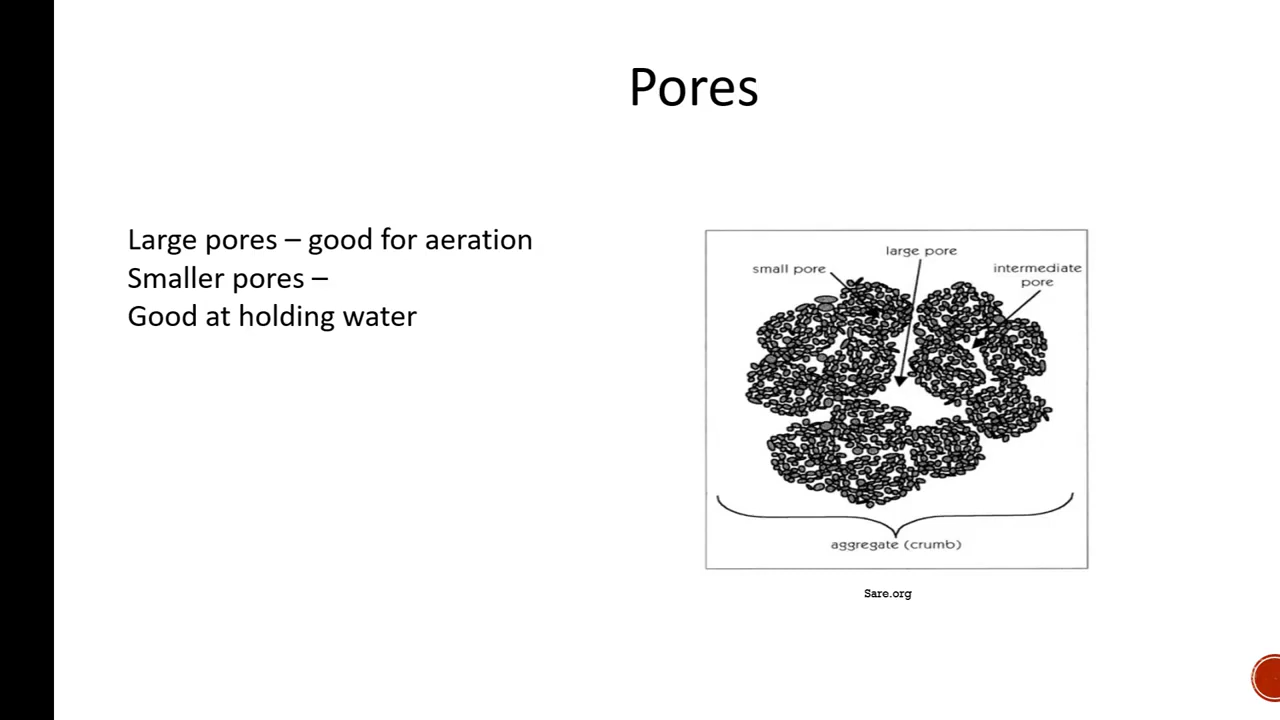 Pores
Large pores – good for aeration
Smaller pores –
Good at holding water
large pore
small pore
intermediate
pore
aggregate (crumb)
Sare.org